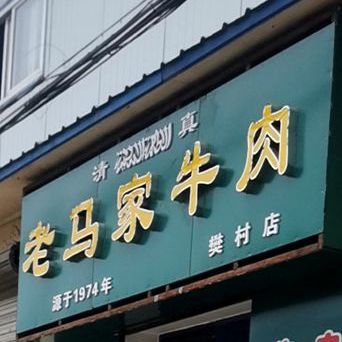 清真
老马家牛肉
源于1974年
樊村店